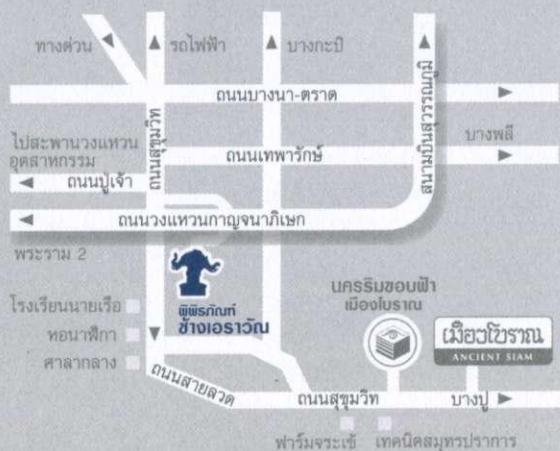 ทางด่วน
รถไฟฟ้า
บางกะปิ
ถนนบางนา-ตราด
สนามบินสุวรรณภูมิ
ไปสะพานวงแหวน
อุตสาหกรรม
ถนนสุขุมวิท
ถนนเทพารักษ์
บางพลี
ถนนปู่เจ้า
ถนนวงแหวนกาญจนาภิเษก
พระราม 2
พิพิธภัณฑ์
ช้างเอราวัณ
นครริมขอบฟ้า
เมืองโบราณ
โรงเรียนนายเรือ
หอนาฬิกา
ศาลากลาง
เมืองโบราณ
ANCIENT SIAM
ถนนสายลวด
ถนนสุขุมวิท
บางปู
ฟาร์มจระเข้
เทคนิคสมุทรปราการ